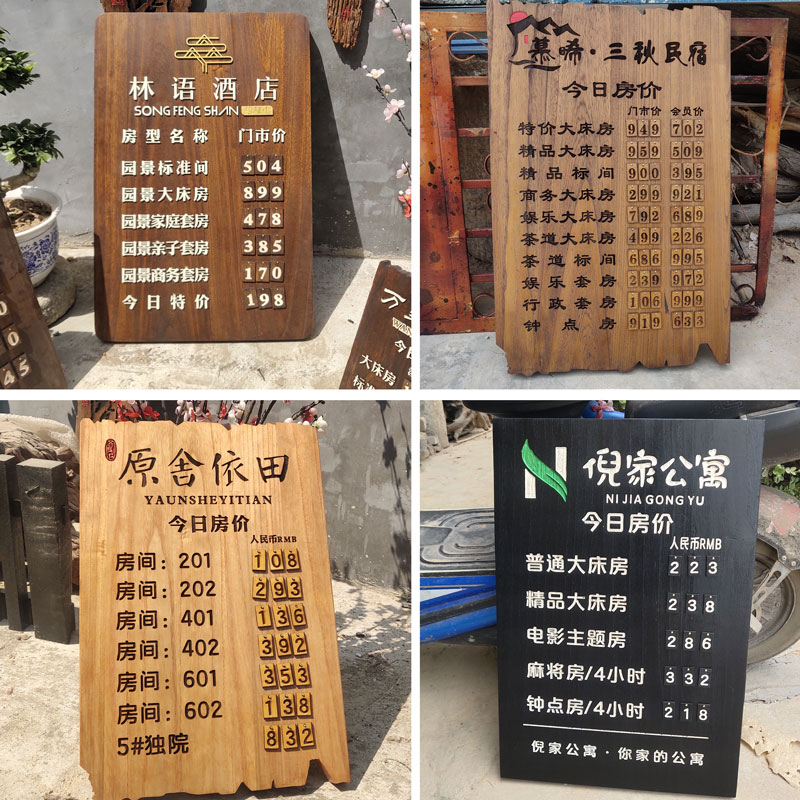 林语酒店
SONG FENG SHAN
房型名称 门市价
园景标准间 504
园景大床房 899
园景家庭套房 478
园景亲子套房 385
园景商务套房 170
今日特价 198
大床房
慕唏·三秋民宿
今日房价
门市价 会员价
特价大床房 949 702
精品大床房 959 509
精品标间 900 395
商务大床房 299 921
娱乐大床房 792 689
茶道大床房 499 226
茶道标间 686 995
娱乐套房 239 972
行政套房 106 999
钟点房 919 633
原舍依田
YAUNSHEYITIAN
今日房价
人民币RMB
房间：201 108
房间：202 293
房间：401 136
房间：402 392
房间：601 353
房间：602 138
5#独院 832
N 倪家公寓
NI JIA GONG YU
今日房价
人民币RMB
普通大床房 223
精品大床房 238
电影主题房 286
麻将房/4小时 332
钟点房/4小时 218
倪家公寓·你家的公寓